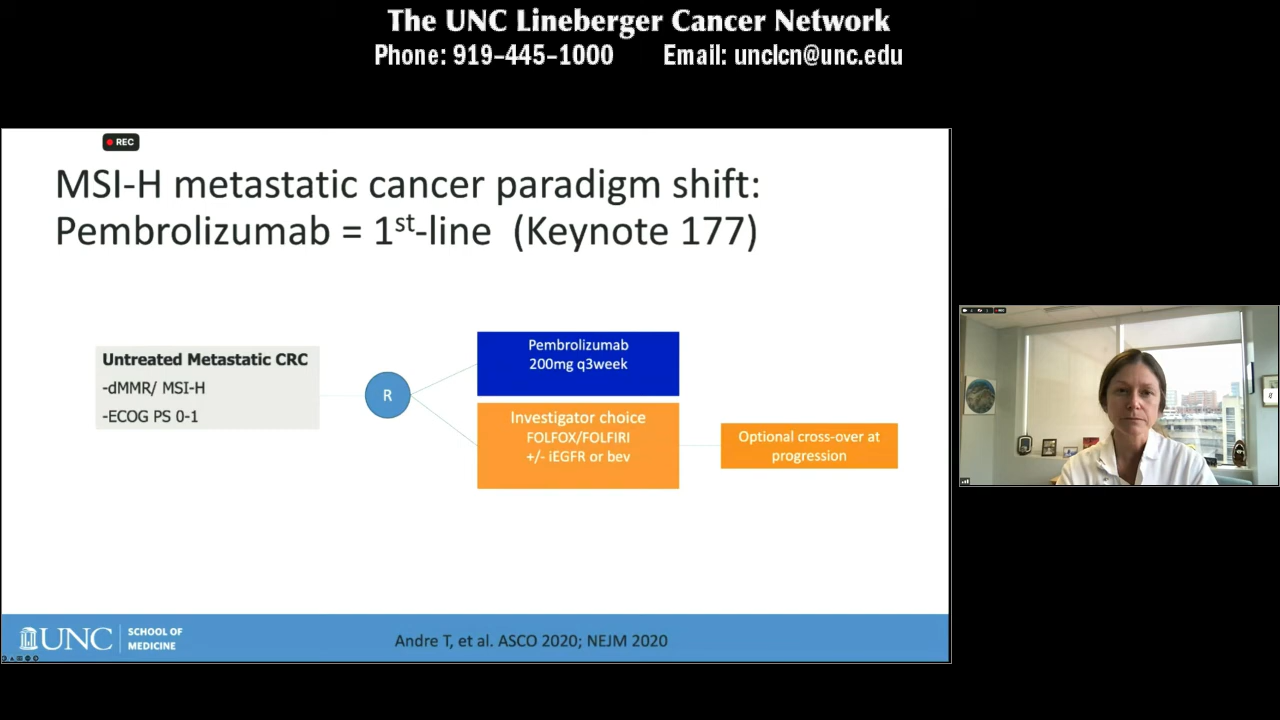 The UNC Lineberger Cancer Network
Phone: 919-445-1000 Email: unclcn@unc.edu
REC
MSI-H metastatic cancer paradigm shift:
Pembrolizumab = 1st-line (Keynote 177)
Untreated Metastatic CRC
-dMMR/ MSI-H
-ECOG PS 0-1
R
Pembrolizumab
200mg q3week
Investigator choice
FOLFOX/FOLFIRI
+/- iEGFR or bev
Optional cross-over at
progression
UNC SCHOOL OF
MEDICINE
Andre T, et al. ASCO 2020; NEJM 2020